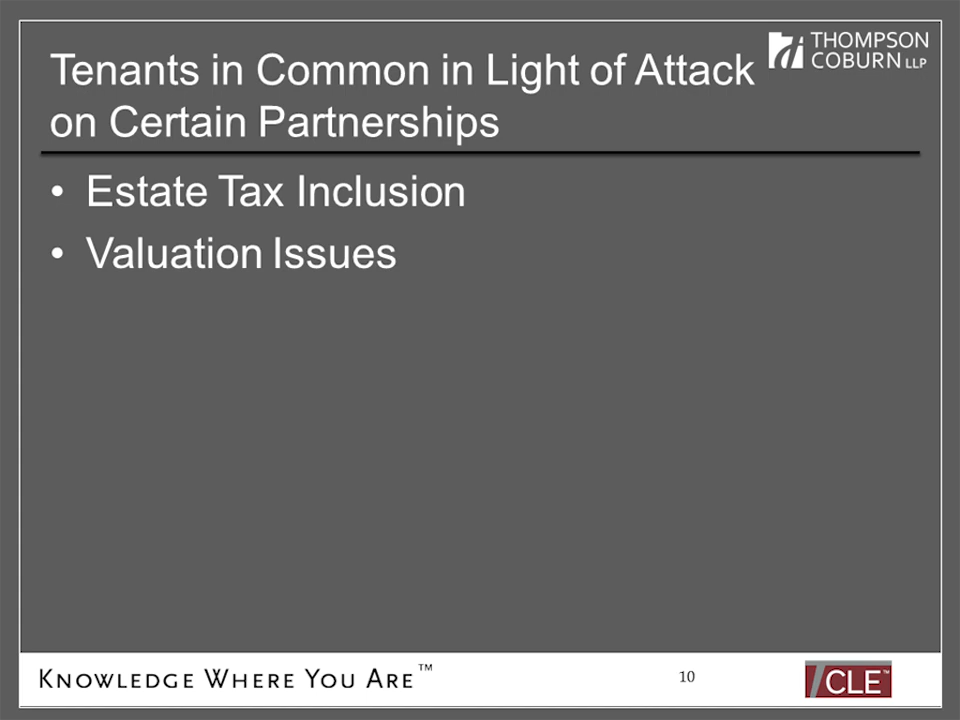 Tenants in Common in Light of Attack
on Certain Partnerships
THOMPSON
COBURN LLP
• Estate Tax Inclusion
• Valuation Issues
KNOWLEDGE WHERE YOU ARE™
10
TCLE™